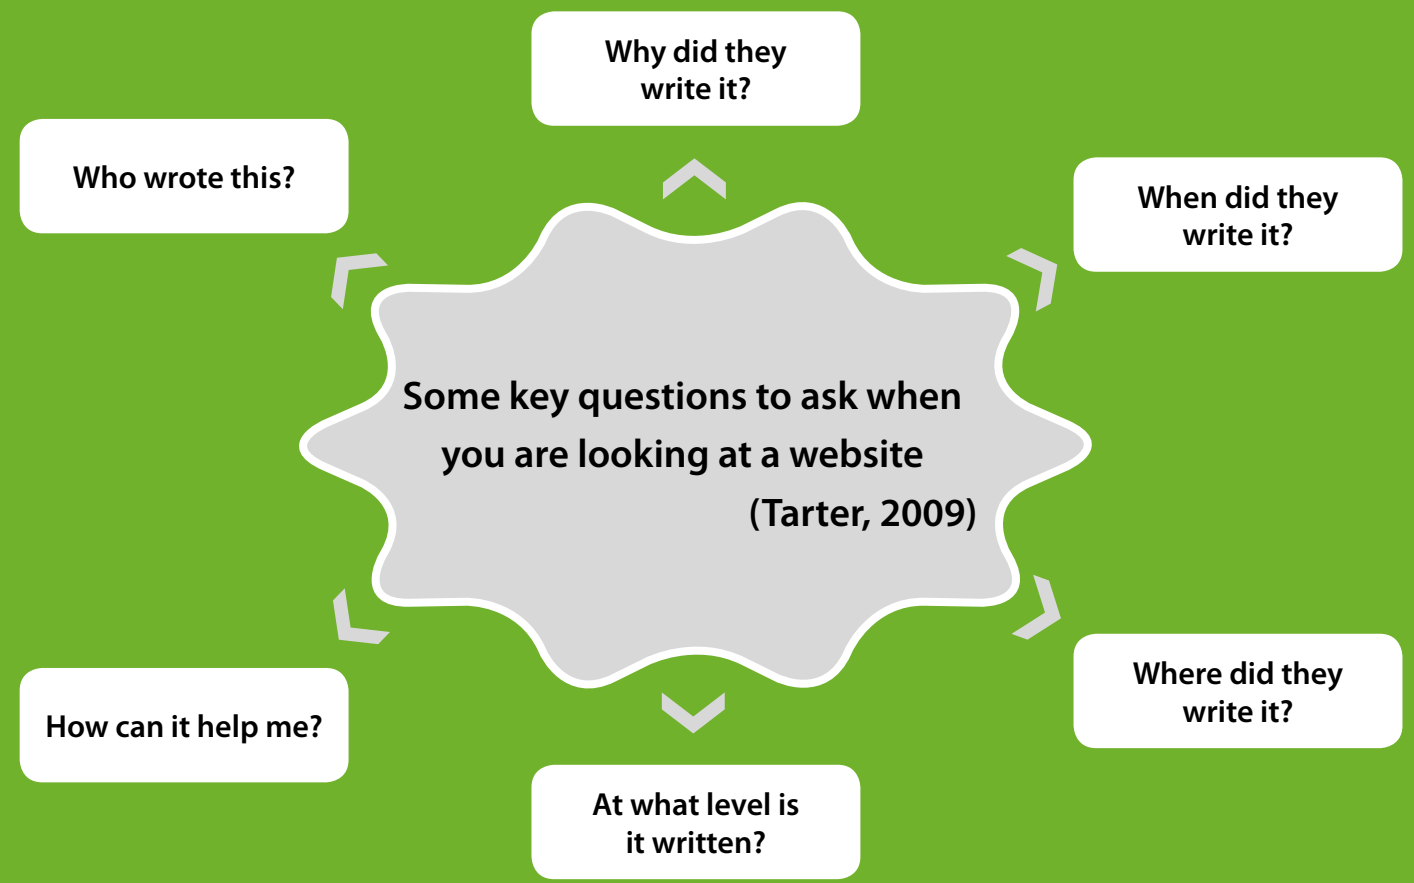 Why did they
write it?
Who wrote this?
When did they
write it?
Some key questions to ask when
you are looking at a website
(Tarter, 2009)
Where did they
write it?
How can it help me?
At what level is
it written?